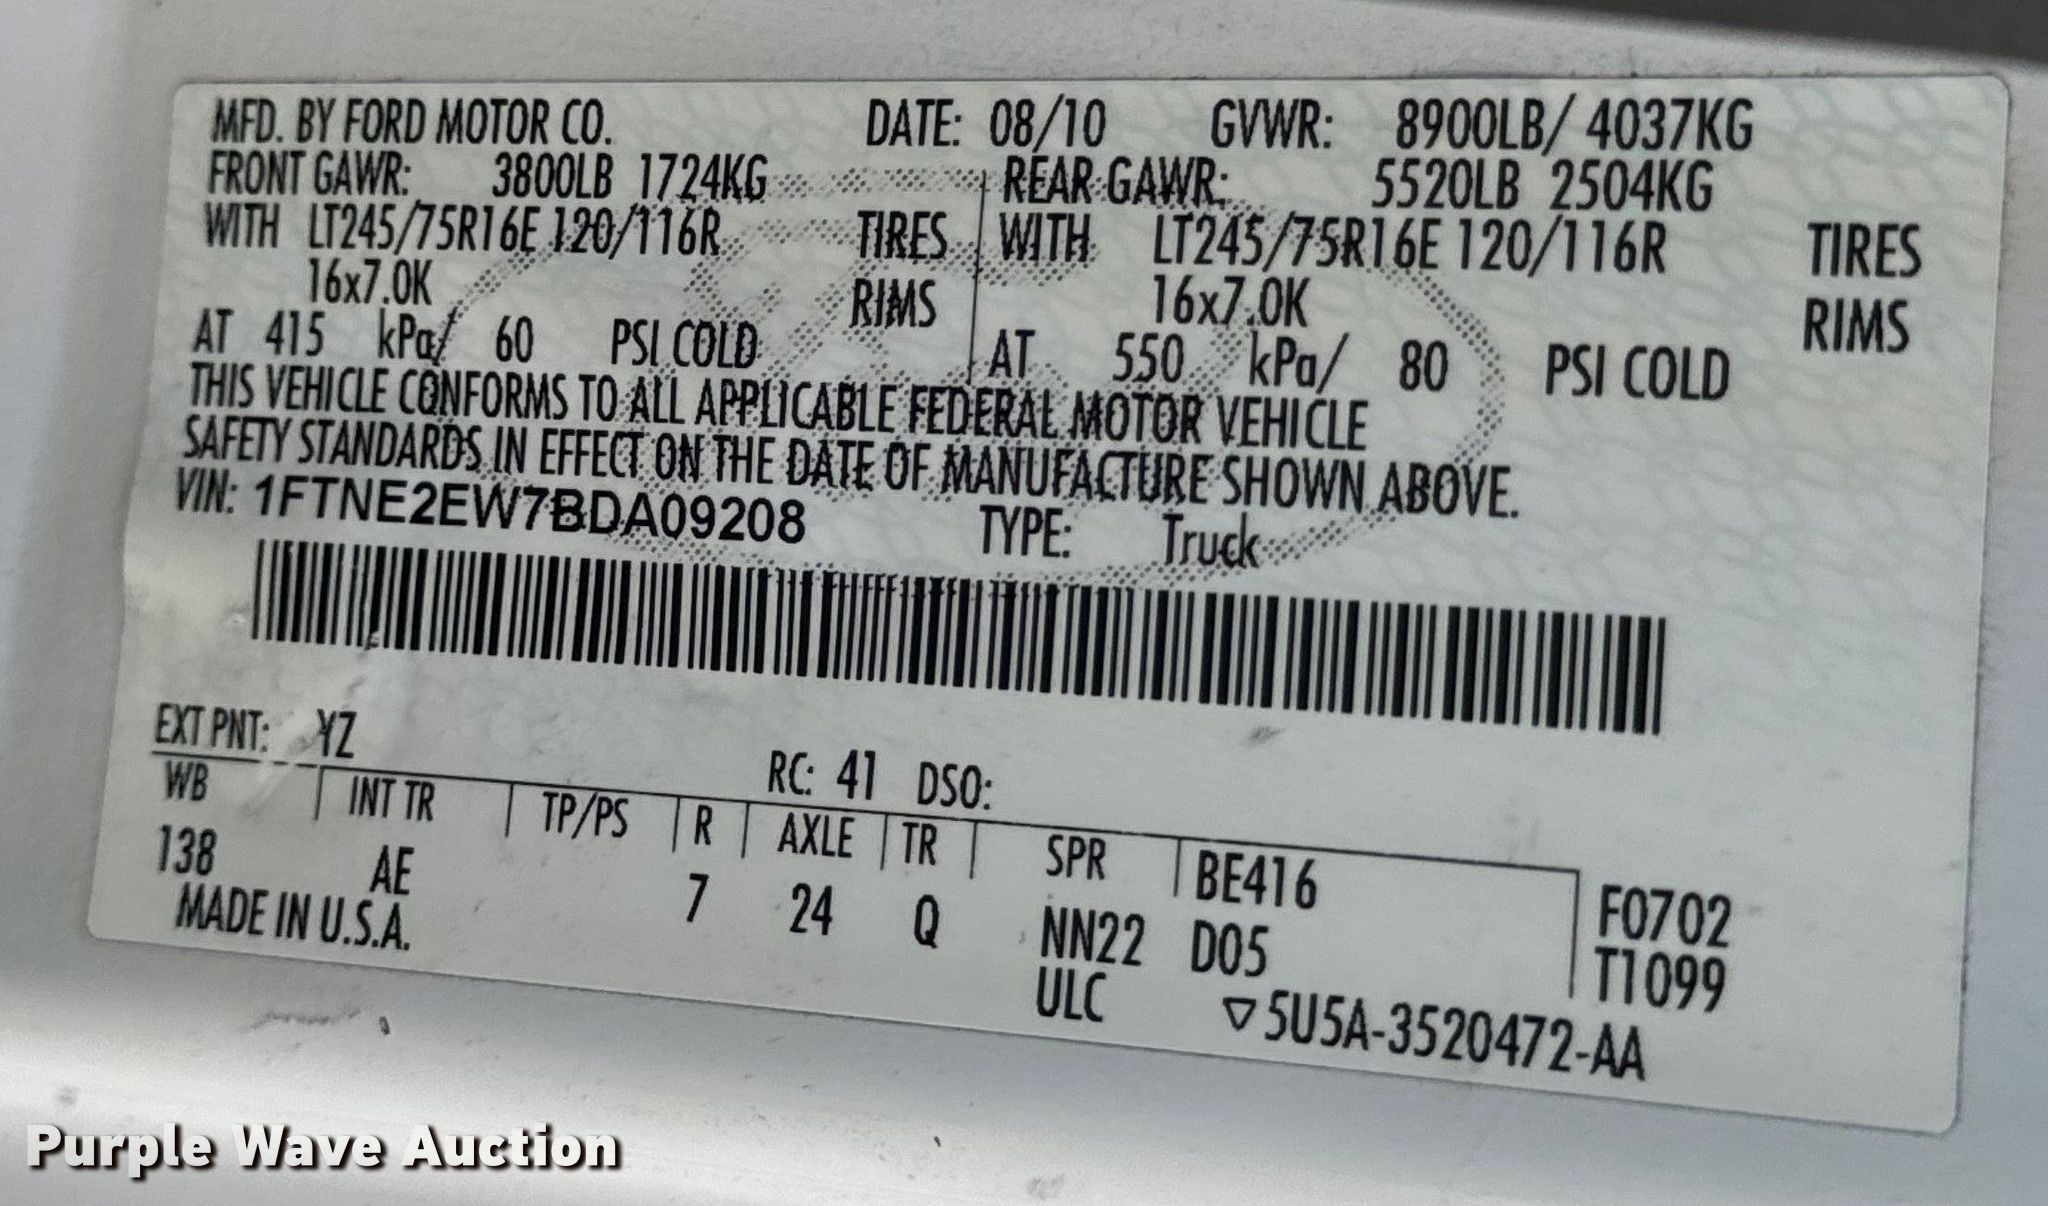 MFD. BY FORD MOTOR CO. DATE: 08/10 GVWR: 8900LB/ 4037KG
FRONT GAWR: 3800LB 1724KG REAR GAWR: 5520LB 2504KG
WITH LT245/75R16E 120/116R TIRES WITH LT245/75R16E 120/116R TIRES
16x7.0K RIMS 16x7.0K RIMS
AT 415 kPa/ 60 PSI COLD AT 550 kPa/ 80 PSI COLD
THIS VEHICLE CONFORMS TO ALL APPLICABLE FEDERAL MOTOR VEHICLE
SAFETY STANDARDS IN EFFECT ON THE DATE OF MANUFACTURE SHOWN ABOVE.
VIN: 1FTNE2EW7BDA09208 TYPE: Truck
EXT PNT: YZ RC: 41 DSO:
WB INT TR TP/PS R AXLE TR SPR BE416 F0702
138 AE 7 24 Q NN22 D05 T1099
MADE IN U.S.A. ULC ▽5U5A-3520472-AA
Purple Wave Auction